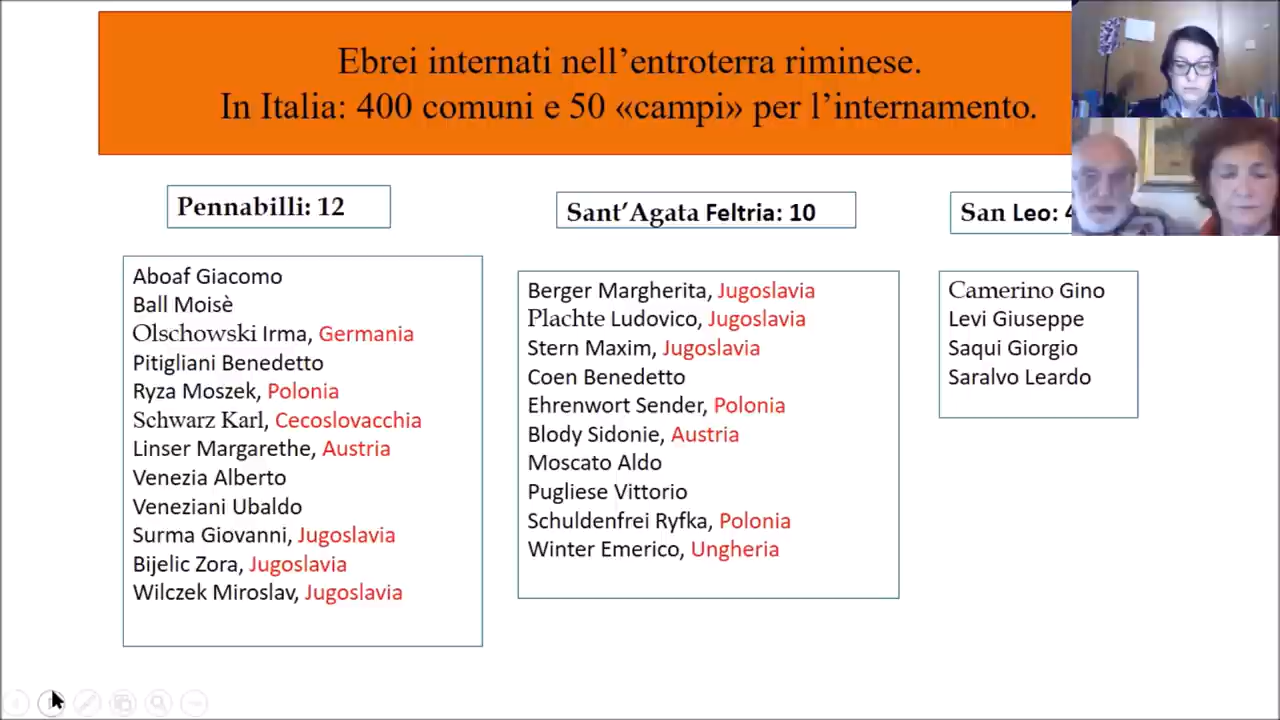 Ebrei internati nell’entroterra riminese.
In Italia: 400 comuni e 50 «campi» per l’internamento.
Pennabilli: 12
Aboaf Giacomo
Ball Moisè
Olschowski Irma, Germania
Pitigliani Benedetto
Ryza Moszek, Polonia
Schwarz Karl, Cecoslovacchia
Linser Margarethe, Austria
Venezia Alberto
Veneziani Ubaldo
Surma Giovanni, Jugoslavia
Bijelic Zora, Jugoslavia
Wilczek Miroslav, Jugoslavia
Sant’Agata Feltria: 10
Berger Margherita, Jugoslavia
Plachte Ludovico, Jugoslavia
Stern Maxim, Jugoslavia
Coen Benedetto
Ehrenwort Sender, Polonia
Blody Sidonie, Austria
Moscato Aldo
Pugliese Vittorio
Schuldenfrei Ryfka, Polonia
Winter Emerico, Ungheria
San Leo: 4
Camerino Gino
Levi Giuseppe
Saqui Giorgio
Saralvo Leardo